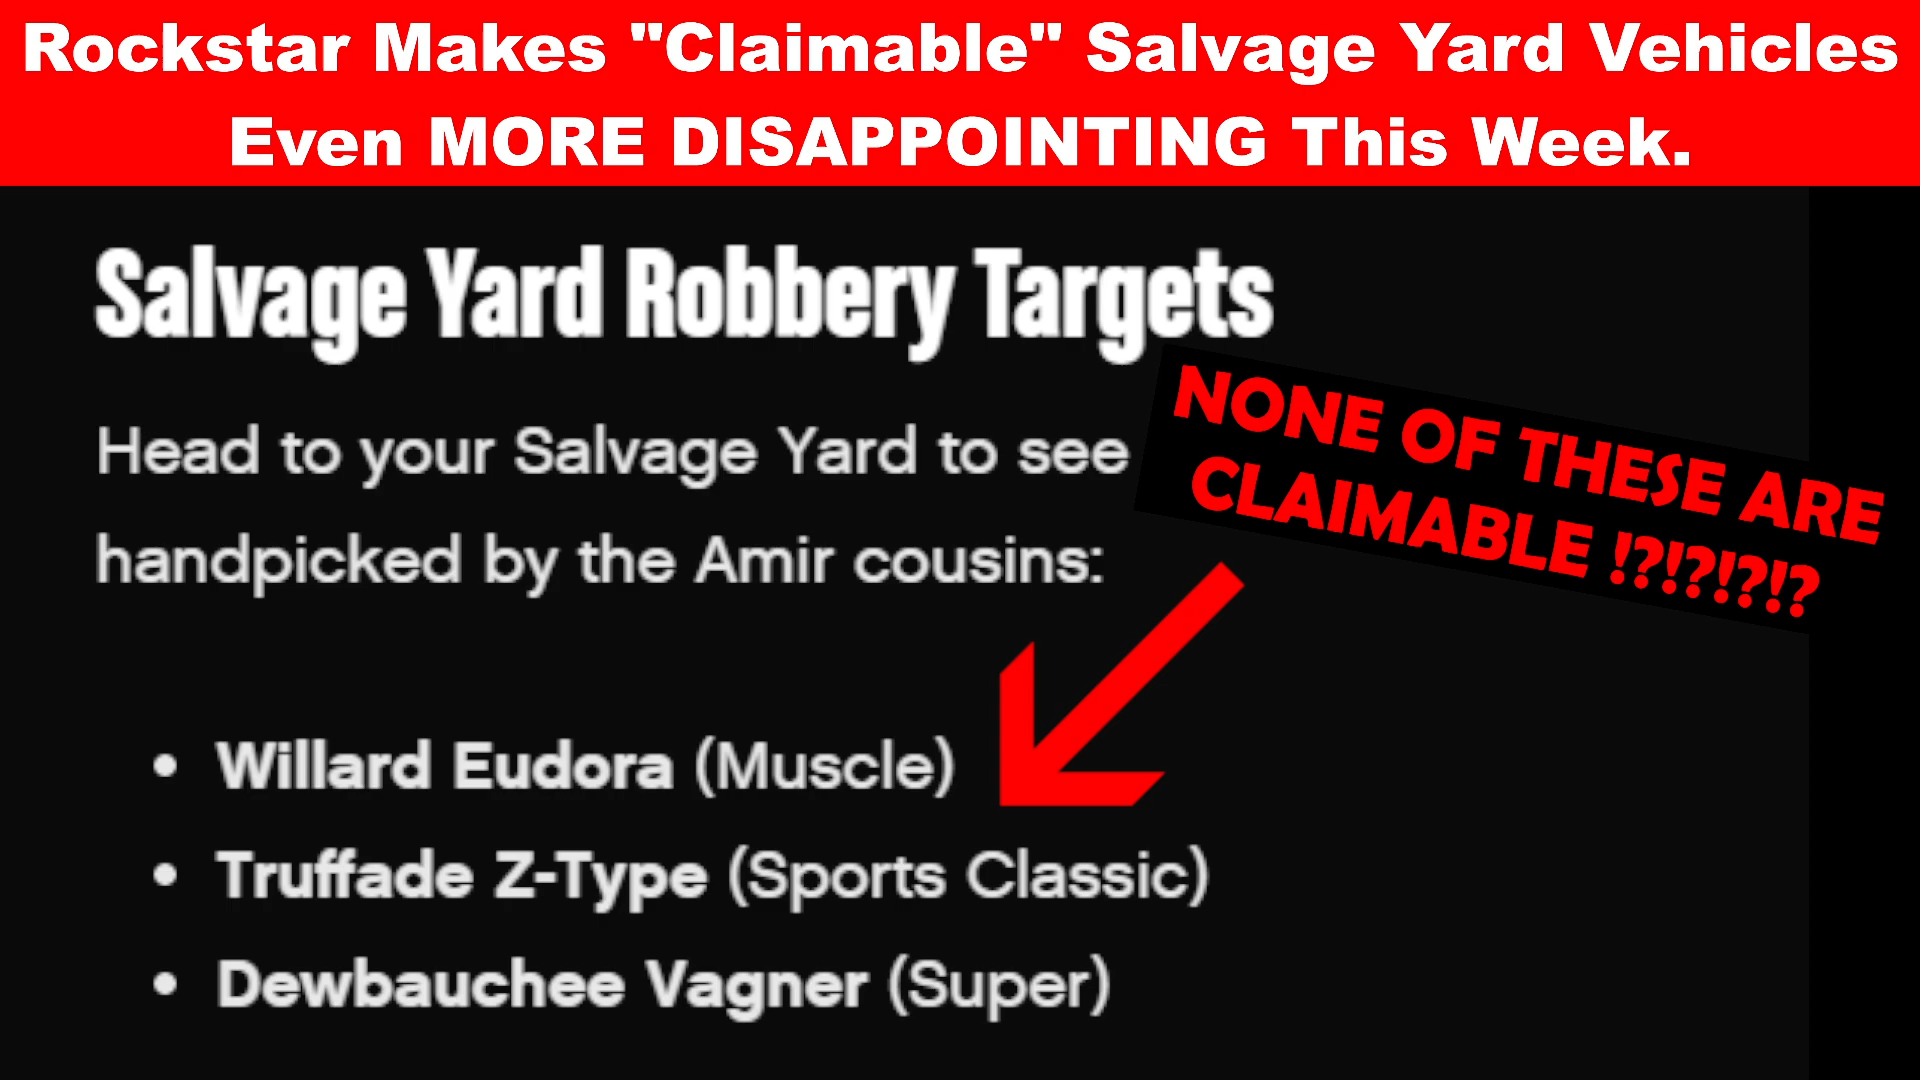 Rockstar Makes "Claimable" Salvage Yard Vehicles
Even MORE DISAPPOINTING This Week.
Salvage Yard Robbery Targets
Head to your Salvage Yard to see
handpicked by the Amir cousins:
NONE OF THESE ARE
CLAIMABLE !?!?!?!?
• Willard Eudora (Muscle)
• Truffade Z-Type (Sports Classic)
• Dewbauchee Vagner (Super)